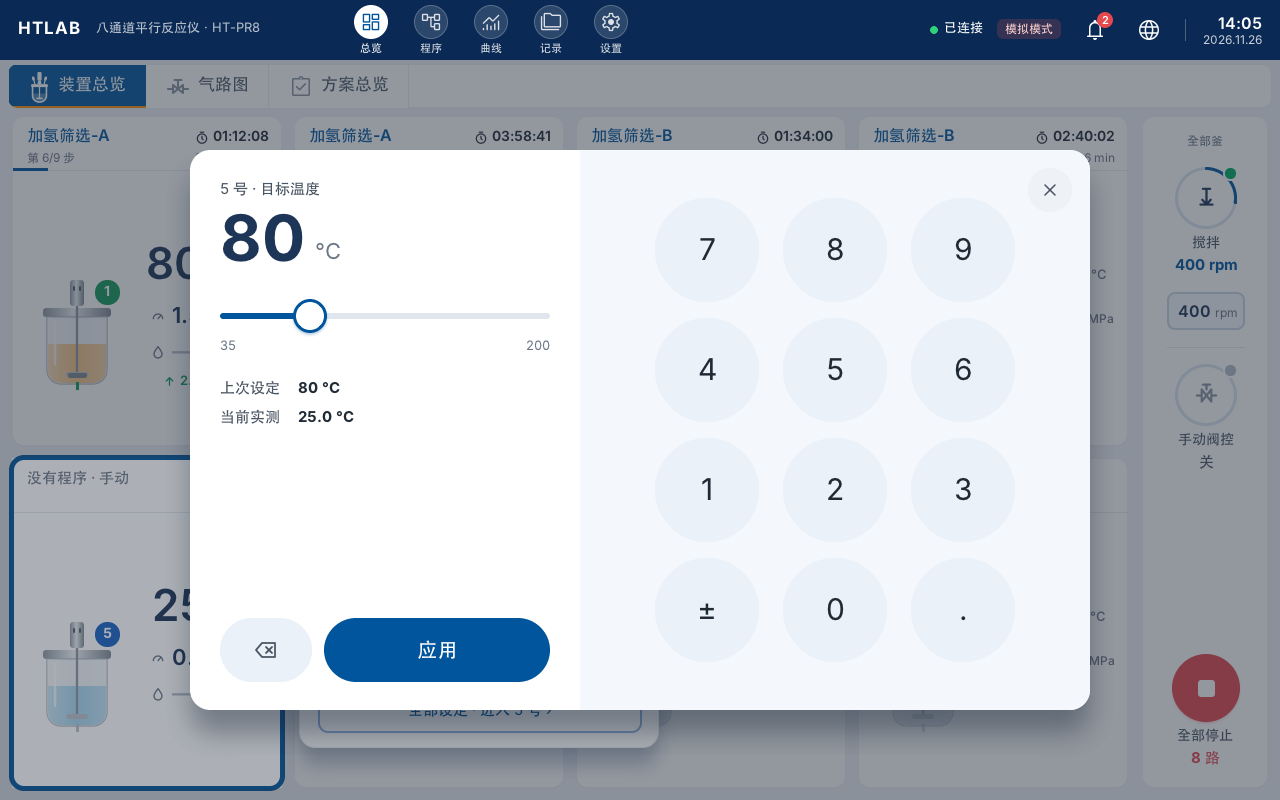 HTLAB
八通道平行反应仪 · HT-PR8
总览
程序
曲线
记录
设置
已连接
模拟模式
2
14:05
2026.11.26
装置总览
气路图
方案总览
加氢筛选-A
01:12:08
第 6/9 步
加氢筛选-A
03:58:41
加氢筛选-B
01:34:00
加氢筛选-B
02:40:02
min
全部釜
搅拌
400 rpm
400 rpm
手动阀控
关
全部停止
8 路
1
°C
MPa
没有程序 · 手动
5
°C
MPa
5 号 · 目标温度
80 °C
35
200
上次设定 80 °C
当前实测 25.0 °C
应用
7 8 9
4 5 6
1 2 3
± 0 .